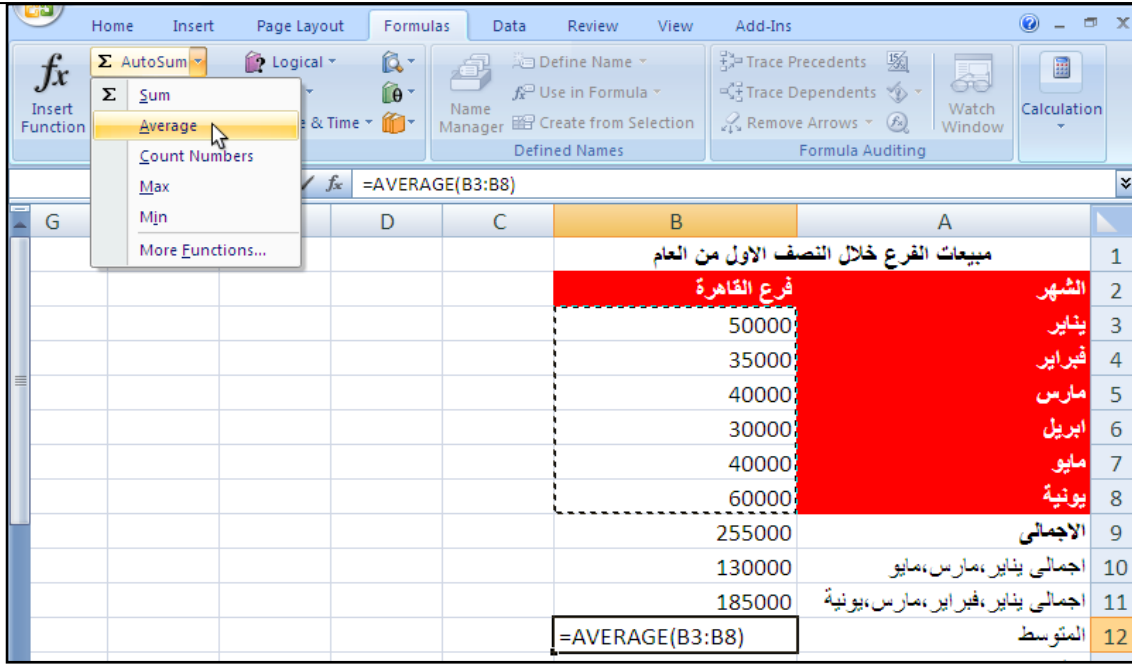 Home Insert Page Layout Formulas Data Review View Add-Ins
fx Insert Function
Σ AutoSum
Logical
& Time
Name Manager
Define Name
Use in Formula
Create from Selection
Defined Names
Trace Precedents
Trace Dependents
Remove Arrows
Watch Window
Formula Auditing
Calculation
Σ Sum
Average
Count Numbers
Max
Min
More Functions...
fx =AVERAGE(B3:B8)
G D C B A
مبيعات الفرع خلال النصف الاول من العام 1
الشهر فرع القاهرة 2
يناير 50000 3
فبراير 35000 4
مارس 40000 5
ابريل 30000 6
مايو 40000 7
يونية 60000 8
الاجمالى 255000 9
اجمالى يناير ،مارس،مايو 130000 10
اجمالى يناير ،فبراير ،مارس،يونية 185000 11
المتوسط =AVERAGE(B3:B8) 12